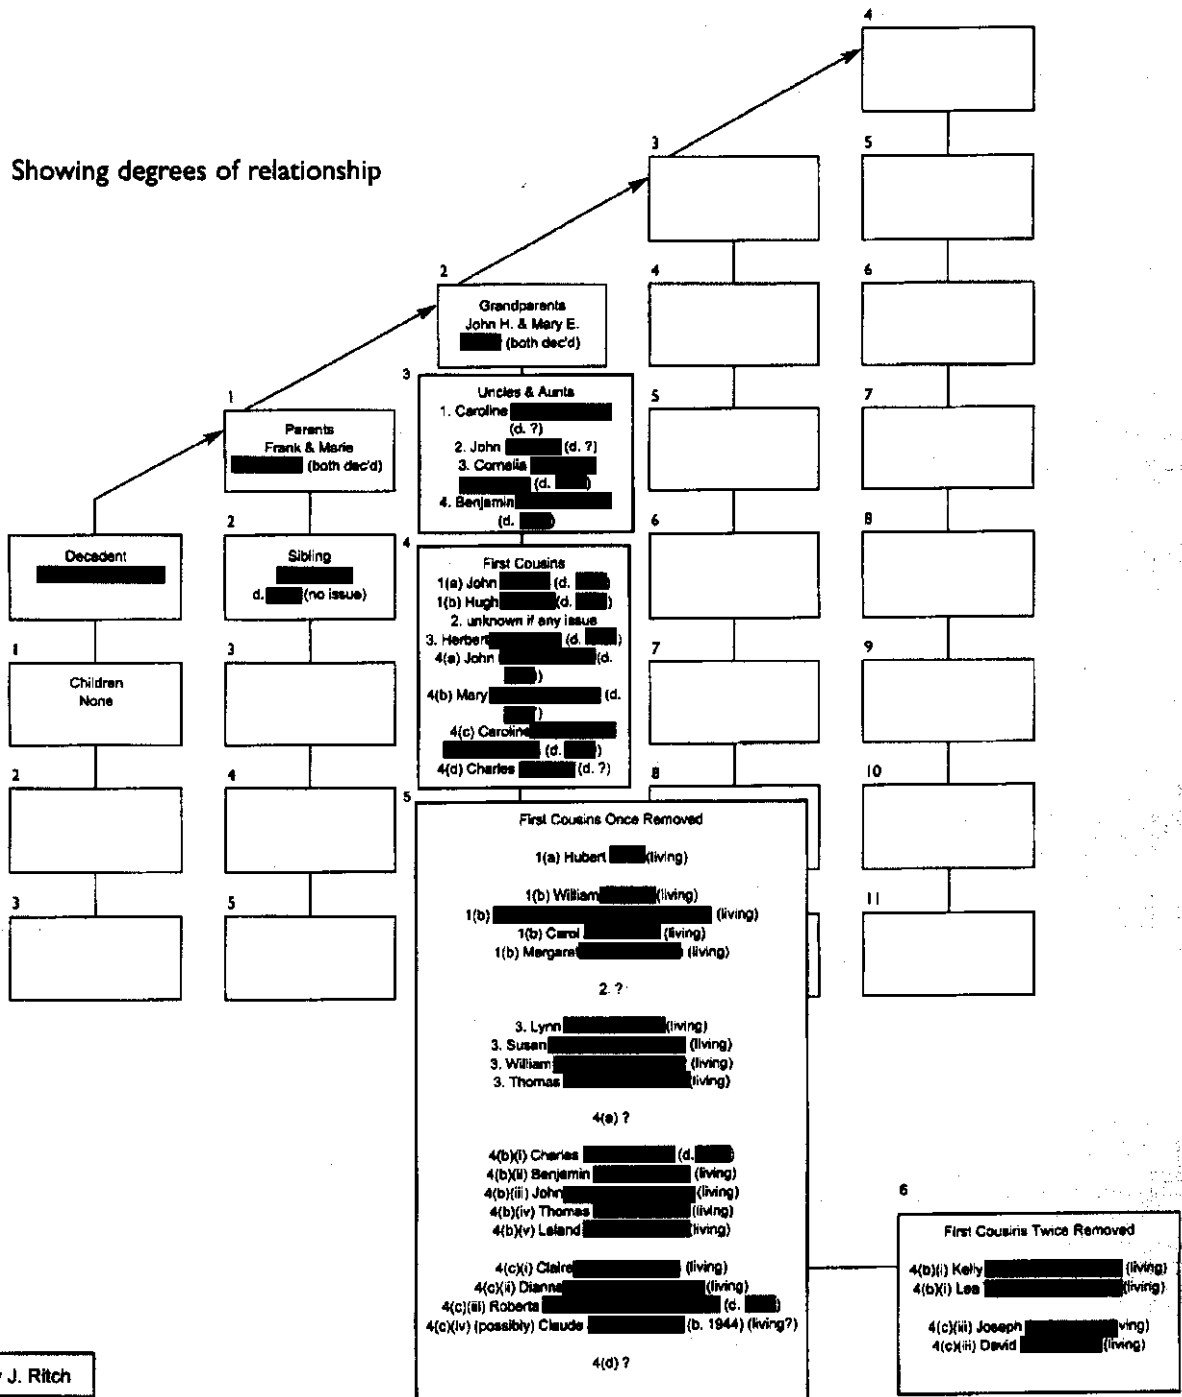 Showing degrees of relationship
4
3
5
2
Grandparents
John H. & Mary E.
(both dec'd)
4
6
3
Uncles & Aunts
1. Caroline
(d. ?)
2. John (d. ?)
3. Cornelia
(d. )
4. Benjamin
(d. )
1
Parents
Frank & Marie
(both dec'd)
5
7
Decedent
2
Sibling
d. (no issue)
4
First Cousins
1(a) John (d. )
1(b) Hugh (d. )
2. unknown if any issue
3. Herbert (d. )
4(a) John (d.
)
4(b) Mary (d.
)
4(c) Caroline
(d. )
4(d) Charles (d. ?)
6
8
1
Children
None
3
7
9
2
4
8
10
3
5
11
5
First Cousins Once Removed
1(a) Hubert (living)
1(b) William (living)
1(b) (living)
1(b) Carol (living)
1(b) Margaret (living)
2. ?
3. Lynn (living)
3. Susan (living)
3. William (living)
3. Thomas (living)
4(a) ?
4(b)(i) Charles (d. )
4(b)(ii) Benjamin (living)
4(b)(iii) John (living)
4(b)(iv) Thomas (living)
4(b)(v) Leland (living)
4(c)(i) Claire (living)
4(c)(ii) Dianne (living)
4(c)(iii) Roberta (d. )
4(c)(iv) (possibly) Claude (b. 1944) (living?)
4(d) ?
6
First Cousins Twice Removed
4(b)(i) Kelly (living)
4(b)(i) Lea (living)
4(c)(iii) Joseph ving)
4(c)(iii) David (living)
J. Ritch